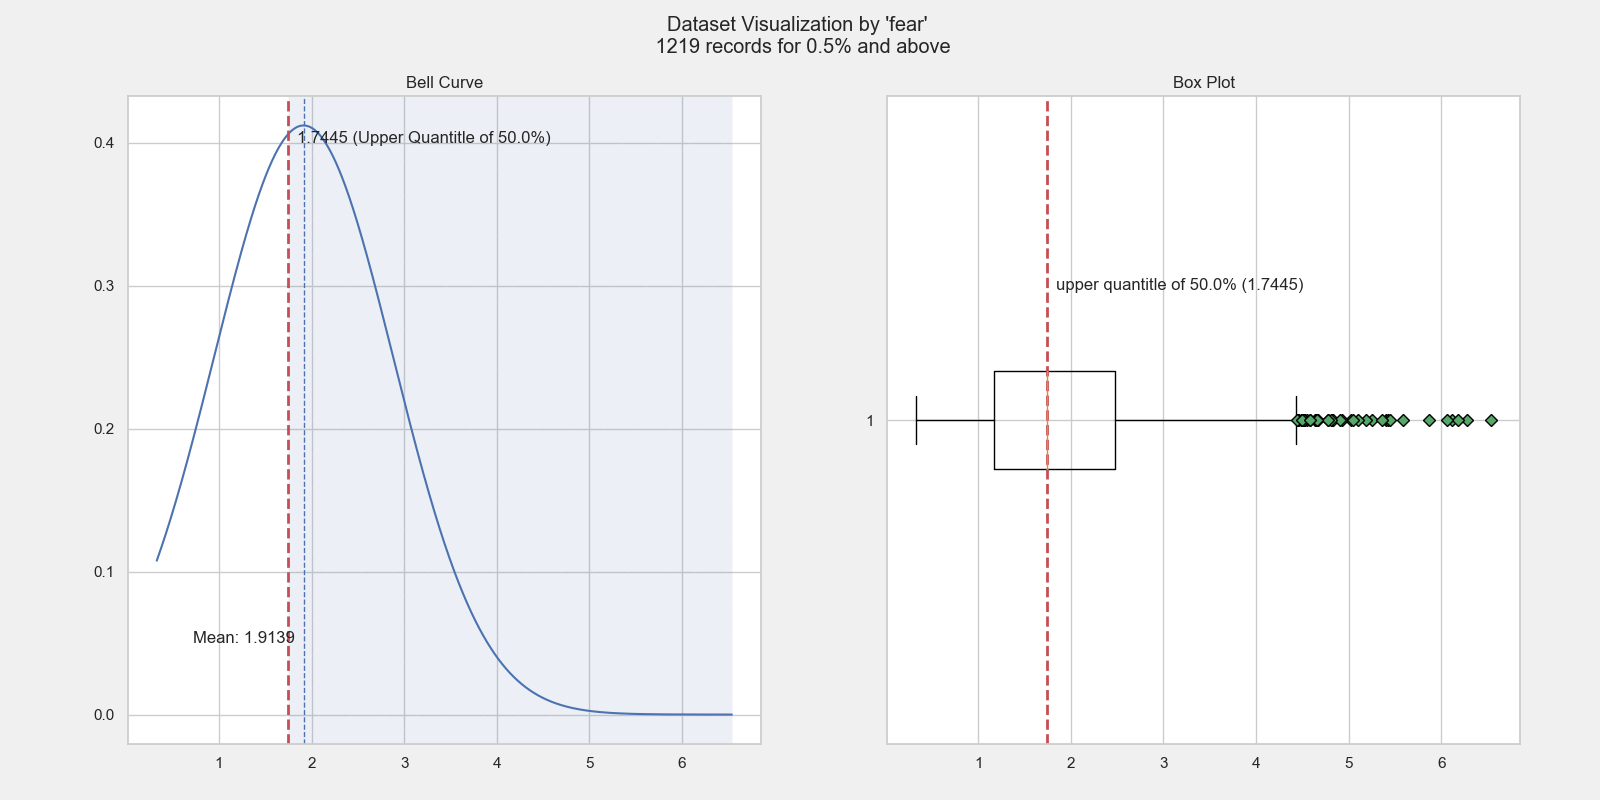 Dataset Visualization by 'fear'
1219 records for 0.5% and above
Bell Curve
0.4
0.3
0.2
0.1
0.0
1.7445 (Upper Quantitle of 50.0%)
Mean: 1.9139
1 2 3 4 5 6
Box Plot
upper quantitle of 50.0% (1.7445)
1
1 2 3 4 5 6